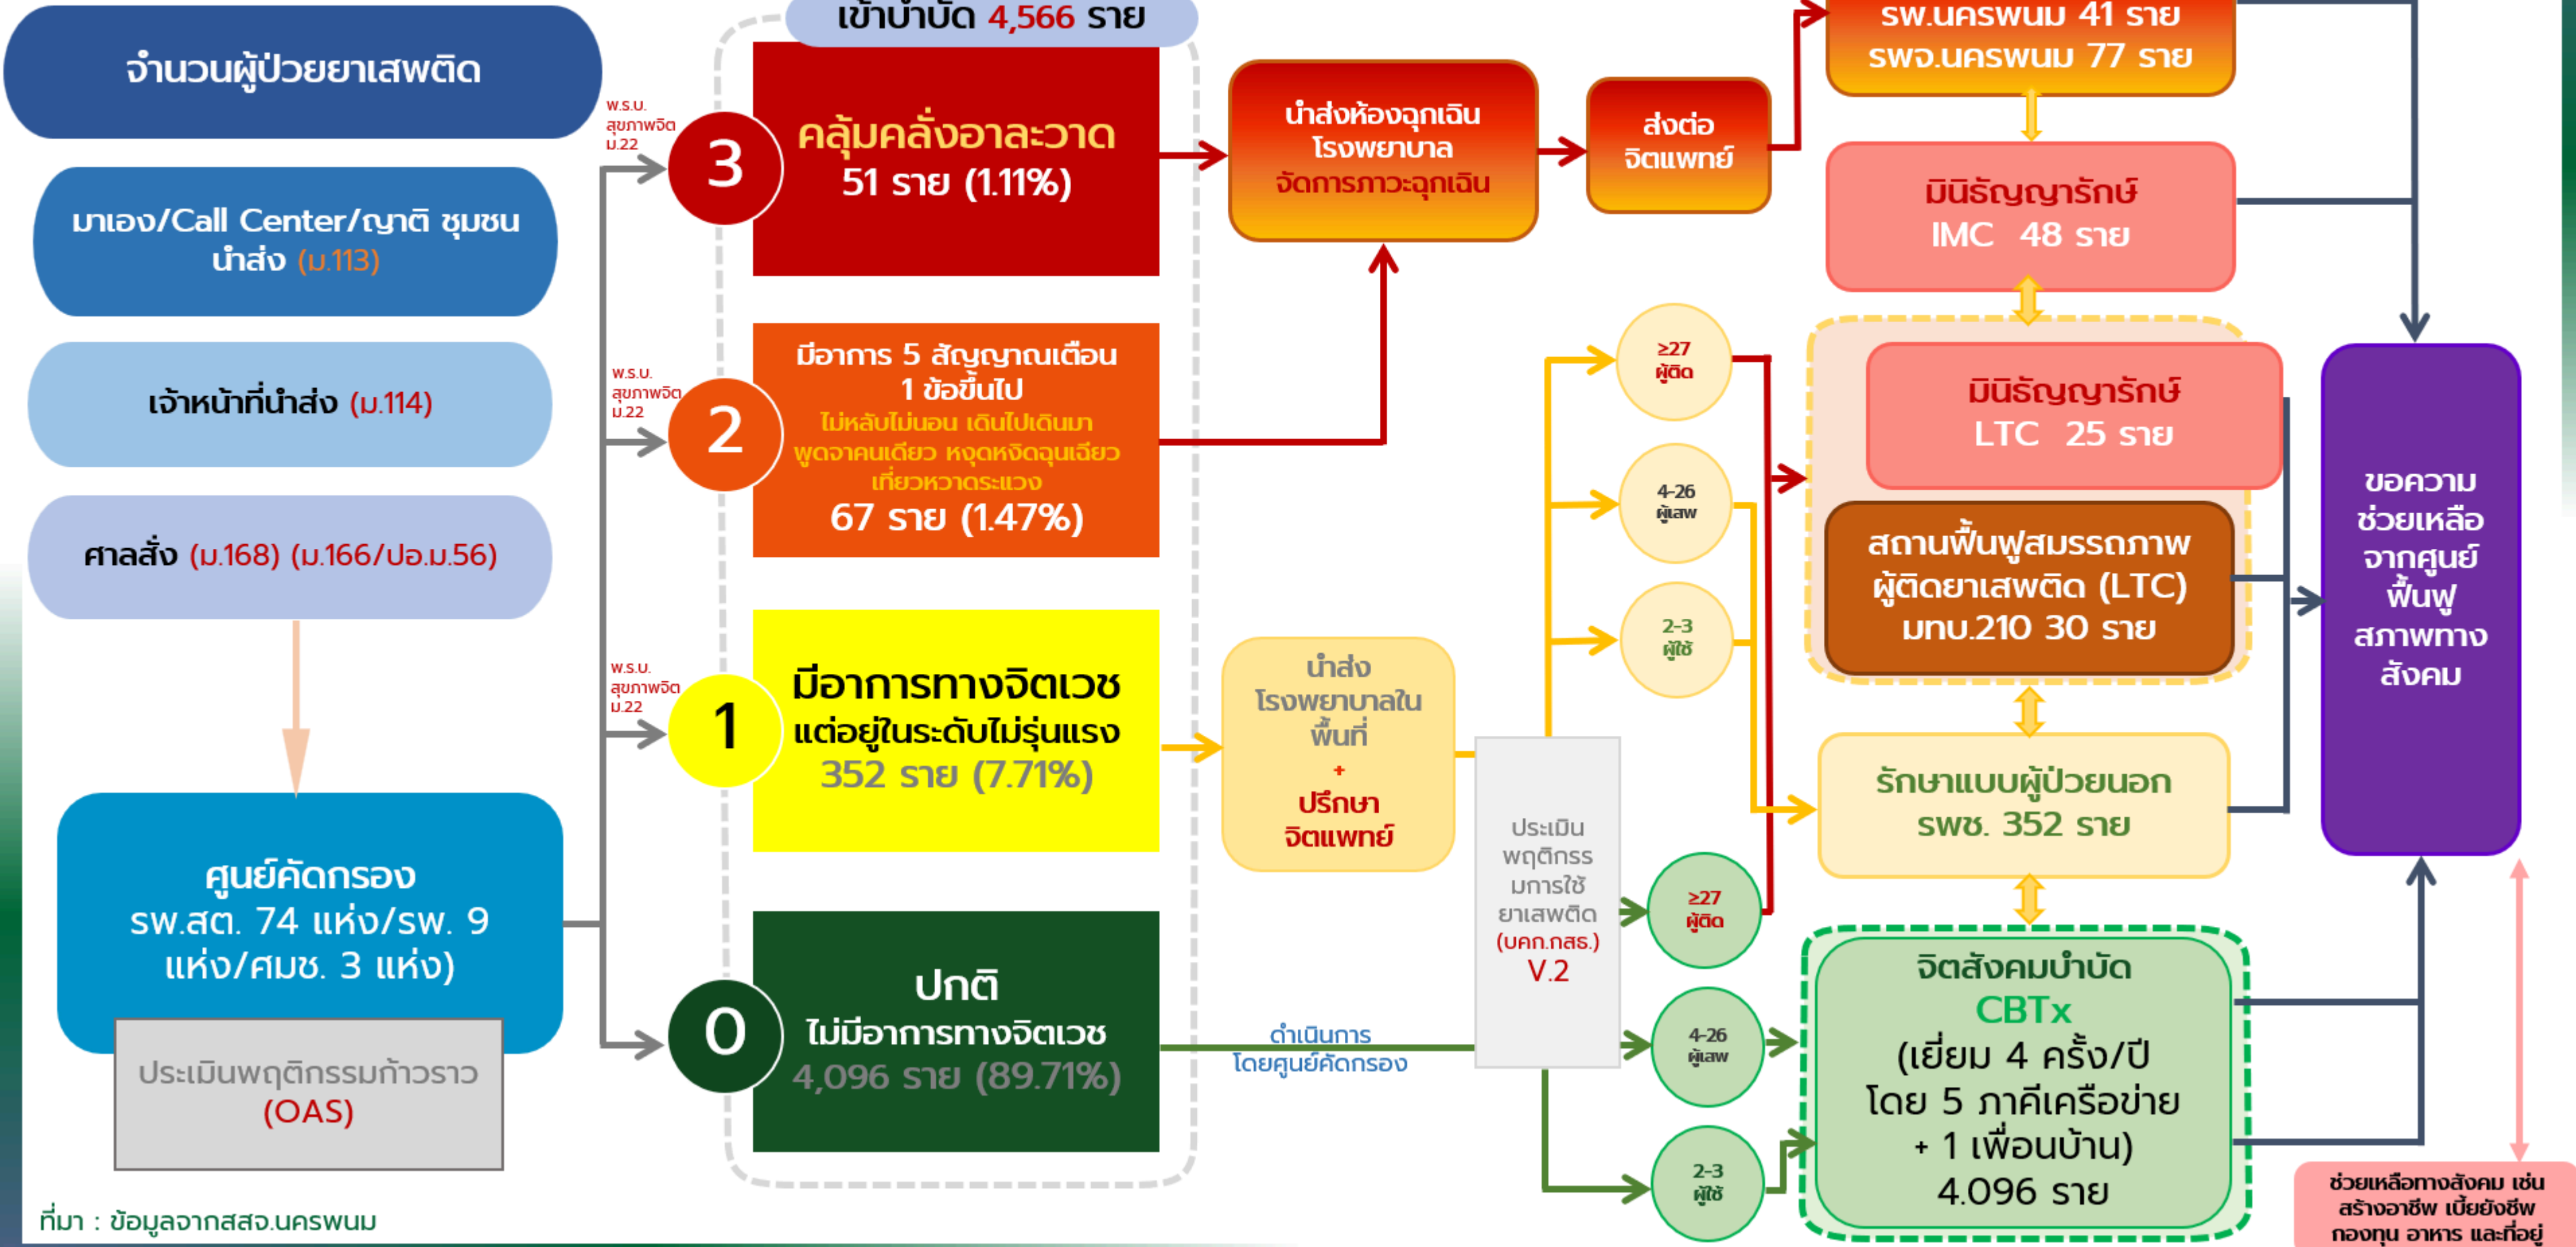 จำนวนผู้ป่วยยาเสพติด
มาเอง/Call Center/ญาติ ชุมชน
นำส่ง (ม.113)
เจ้าหน้าที่นำส่ง (ม.114)
ศาลสั่ง (ม.168) (ม.166/ปอ.ม.56)
ศูนย์คัดกรอง
รพ.สต. 74 แห่ง/รพ. 9
แห่ง/ศมช. 3 แห่ง)
ประเมินพฤติกรรมก้าวราว
(OAS)
ที่มา : ข้อมูลจากสสจ.นครพนม
เข้าบำบัด 4,566 ราย
พ.ร.บ.
สุขภาพจิต
ม.22
3
คลุ้มคลั่งอาละวาด
51 ราย (1.11%)
พ.ร.บ.
สุขภาพจิต
ม.22
2
มีอาการ 5 สัญญาณเตือน
1 ข้อขึ้นไป
ไม่หลับไม่นอน เดินไปเดินมา
พูดจาคนเดียว หงุดหงิดฉุนเฉียว
เที่ยวหวาดระแวง
67 ราย (1.47%)
พ.ร.บ.
สุขภาพจิต
ม.22
1
มีอาการทางจิตเวช
แต่อยู่ในระดับไม่รุ่นแรง
352 ราย (7.71%)
0
ปกติ
ไม่มีอาการทางจิตเวช
4,096 ราย (89.71%)
นำส่งห้องฉุกเฉิน
โรงพยาบาล
จัดการภาวะฉุกเฉิน
ส่งต่อ
จิตแพทย์
นำส่ง
โรงพยาบาลใน
พื้นที่
+
ปรึกษา
จิตแพทย์
ดำเนินการ
โดยศูนย์คัดกรอง
ประเมิน
พฤติกรร
มการใช้
ยาเสพติด
(บคก.กสธ.)
V.2
≥27
ผู้ติด
4-26
ผู้เสพ
2-3
ผู้ใช้
≥27
ผู้ติด
4-26
ผู้เสพ
2-3
ผู้ใช้
รพ.นครพนม 41 ราย
รพจ.นครพนม 77 ราย
มินิธัญญารักษ์
IMC 48 ราย
มินิธัญญารักษ์
LTC 25 ราย
สถานฟื้นฟูสมรรถภาพ
ผู้ติดยาเสพติด (LTC)
มทบ.210 30 ราย
รักษาแบบผู้ป่วยนอก
รพช. 352 ราย
จิตสังคมบำบัด
CBTx
(เยี่ยม 4 ครั้ง/ปี
โดย 5 ภาคีเครือข่าย
+ 1 เพื่อนบ้าน)
4.096 ราย
ขอความ
ช่วยเหลือ
จากศูนย์
ฟื้นฟู
สภาพทาง
สังคม
ช่วยเหลือทางสังคม เช่น
สร้างอาชีพ เบี้ยยังชีพ
กองทุน อาหาร และที่อยู่